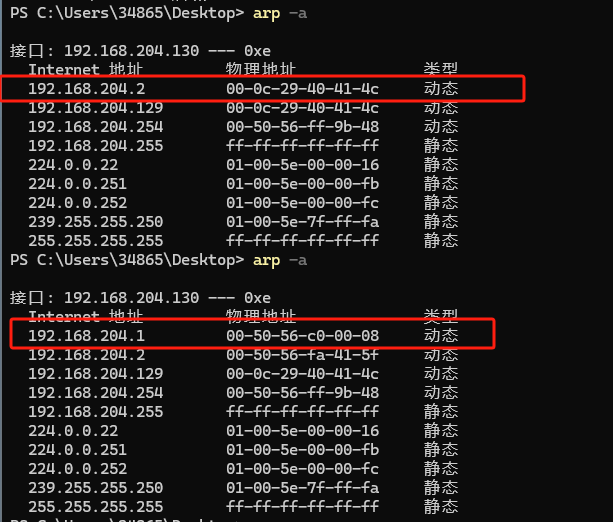 PS C:\Users\34865\Desktop> arp -a
接口: 192.168.204.130 --- 0xe
Internet 地址 物理地址 类型
192.168.204.2 00-0c-29-40-41-4c 动态
192.168.204.129 00-0c-29-40-41-4c 动态
192.168.204.254 00-50-56-ff-9b-48 动态
192.168.204.255 ff-ff-ff-ff-ff-ff 静态
224.0.0.22 01-00-5e-00-00-16 静态
224.0.0.251 01-00-5e-00-00-fb 静态
224.0.0.252 01-00-5e-00-00-fc 静态
239.255.255.250 01-00-5e-7f-ff-fa 静态
255.255.255.255 ff-ff-ff-ff-ff-ff 静态
PS C:\Users\34865\Desktop> arp -a
接口: 192.168.204.130 --- 0xe
Internet 地址 物理地址 类型
192.168.204.1 00-50-56-c0-00-08 动态
192.168.204.2 00-50-56-fa-41-5f 动态
192.168.204.129 00-0c-29-40-41-4c 动态
192.168.204.254 00-50-56-ff-9b-48 动态
192.168.204.255 ff-ff-ff-ff-ff-ff 静态
224.0.0.22 01-00-5e-00-00-16 静态
224.0.0.251 01-00-5e-00-00-fb 静态
224.0.0.252 01-00-5e-00-00-fc 静态
239.255.255.250 01-00-5e-7f-ff-fa 静态
255.255.255.255 ff-ff-ff-ff-ff-ff 静态